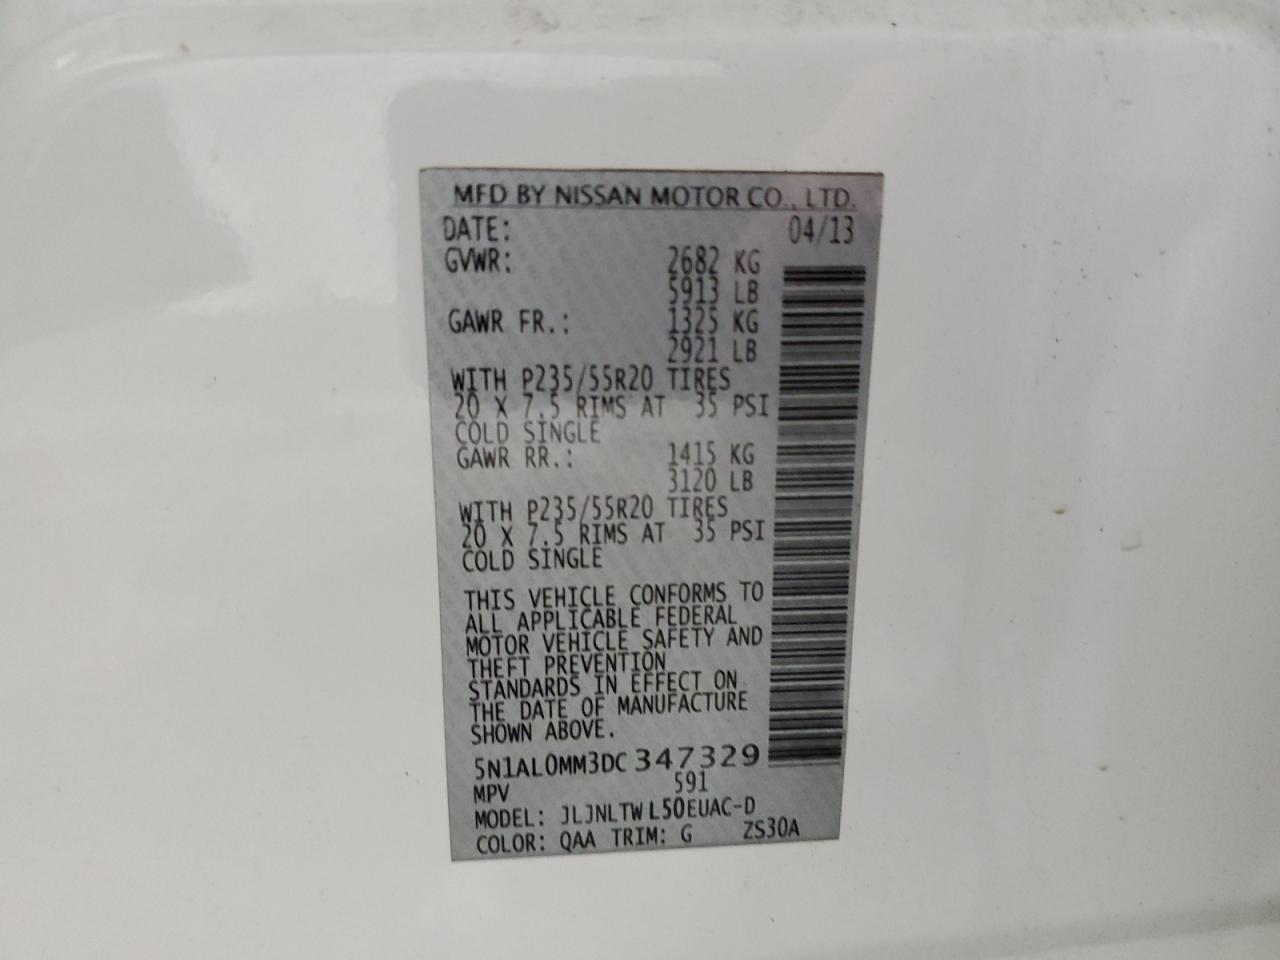 MFD BY NISSAN MOTOR CO., LTD.
DATE: 04/13
GVWR: 2682 KG
5913 LB
GAWR FR.: 1325 KG
2921 LB
WITH P235/55R20 TIRES
20 X 7.5 RIMS AT 35 PSI
COLD SINGLE
GAWR RR.: 1415 KG
3120 LB
WITH P235/55R20 TIRES
20 X 7.5 RIMS AT 35 PSI
COLD SINGLE
THIS VEHICLE CONFORMS TO
ALL APPLICABLE FEDERAL
MOTOR VEHICLE SAFETY AND
THEFT PREVENTION
STANDARDS IN EFFECT ON
THE DATE OF MANUFACTURE
SHOWN ABOVE.
5N1AL0MM3DC 347329
MPV 591
MODEL: JLJNLTW L50EUAC-D
COLOR: QAA TRIM: G ZS30A